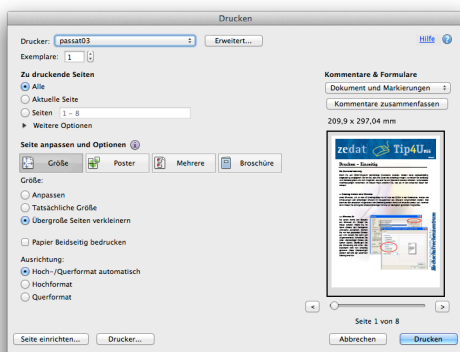 Drucken
Drucker: passat03 Erweitert... Hilfe
Exemplare: 1
Zu druckende Seiten
Alle
Aktuelle Seite
Seiten 1 - 8
Weitere Optionen
Seite anpassen und Optionen
Größe Poster Mehrere Broschüre
Größe:
Anpassen
Tatsächliche Größe
Übergroße Seiten verkleinern
Papier Beidseitig bedrucken
Ausrichtung:
Hoch-/Querformat automatisch
Hochformat
Querformat
Kommentare & Formulare
Dokument und Markierungen
Kommentare zusammenfassen
209,9 x 297,04 mm
zedat Tip4U
Drucken – Einseitig
< >
Seite 1 von 8
Seite einrichten... Drucker... Abbrechen Drucken